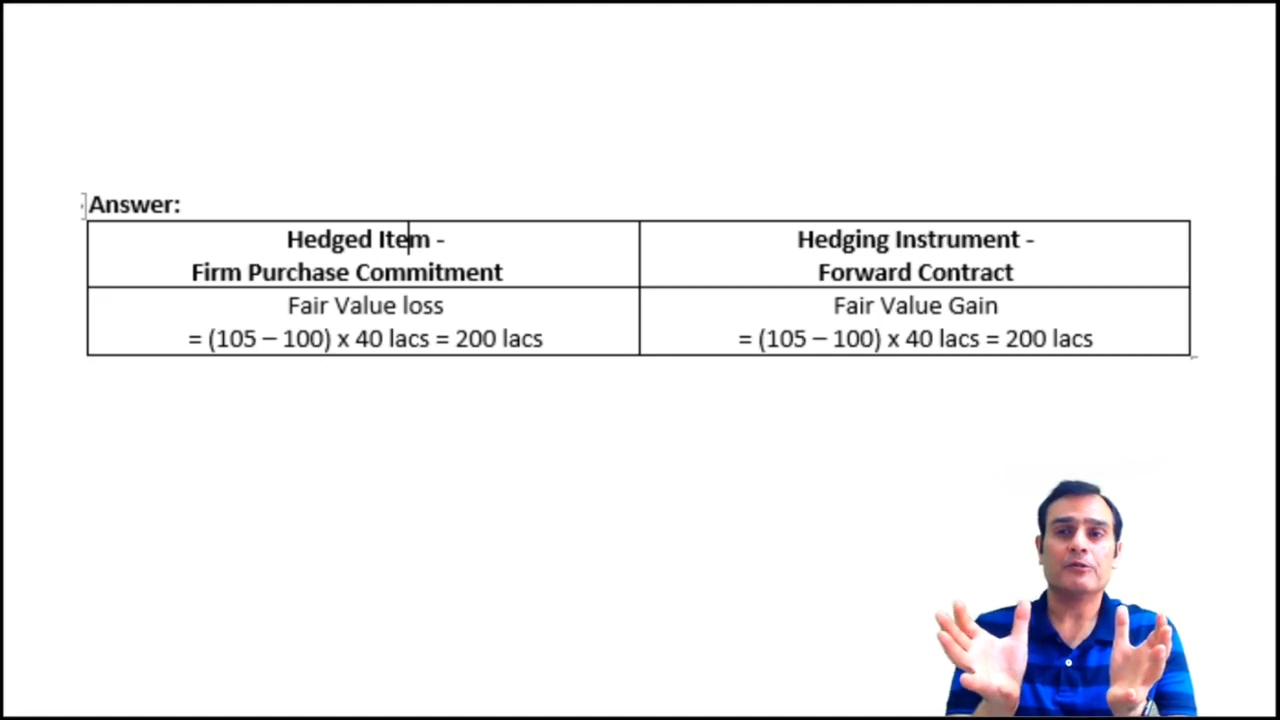 Answer:
Hedged Item -
Firm Purchase Commitment
Hedging Instrument -
Forward Contract
Fair Value loss
= (105 – 100) x 40 lacs = 200 lacs
Fair Value Gain
= (105 – 100) x 40 lacs = 200 lacs